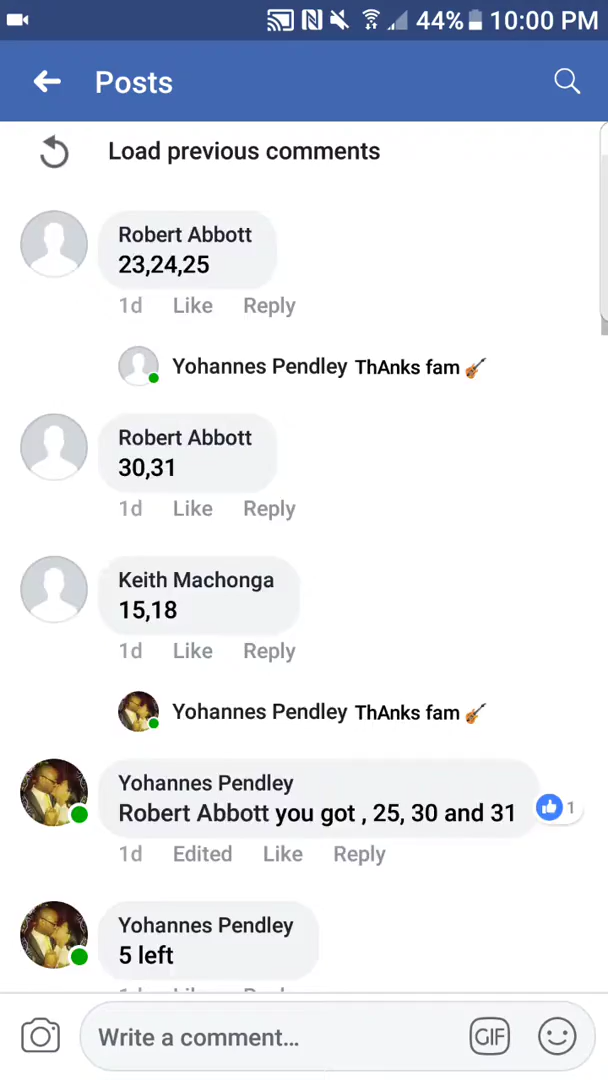 44% 10:00 PM
Posts
Load previous comments
Robert Abbott
23,24,25
1d Like Reply
Yohannes Pendley ThAnks fam 🎸
Robert Abbott
30,31
1d Like Reply
Keith Machonga
15,18
1d Like Reply
Yohannes Pendley ThAnks fam 🎸
Yohannes Pendley
Robert Abbott you got , 25, 30 and 31
1
1d Edited Like Reply
Yohannes Pendley
5 left
Write a comment... GIF